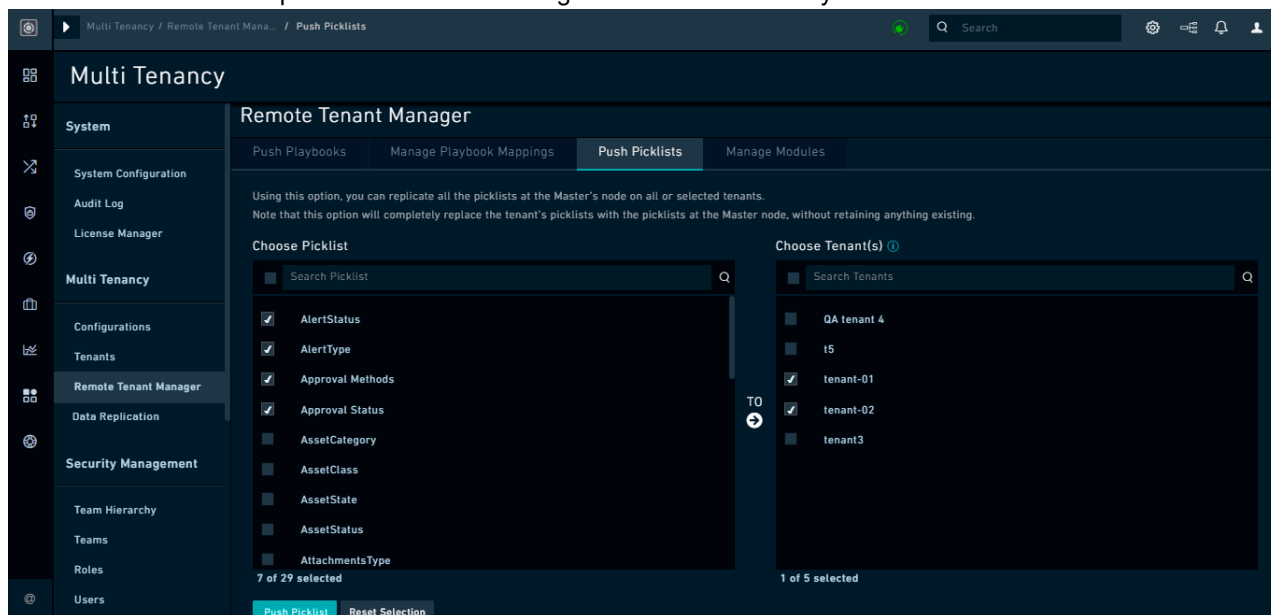 Multi Tenancy / Remote Tenant Mana… / Push Picklists
Search
Multi Tenancy
System
System Configuration
Audit Log
License Manager
Multi Tenancy
Configurations
Tenants
Remote Tenant Manager
Data Replication
Security Management
Team Hierarchy
Teams
Roles
Users
@
Remote Tenant Manager
Push Playbooks Manage Playbook Mappings Push Picklists Manage Modules
Using this option, you can replicate all the picklists at the Master's node on all or selected tenants.
Note that this option will completely replace the tenant's picklists with the picklists at the Master node, without retaining anything existing.
Choose Picklist
Search Picklist
AlertStatus
AlertType
Approval Methods
Approval Status
AssetCategory
AssetClass
AssetState
AssetStatus
AttachmentsType
7 of 29 selected
TO
Choose Tenant(s)
Search Tenants
QA tenant 4
t5
tenant-01
tenant-02
tenant3
1 of 5 selected
Push Picklist Reset Selection